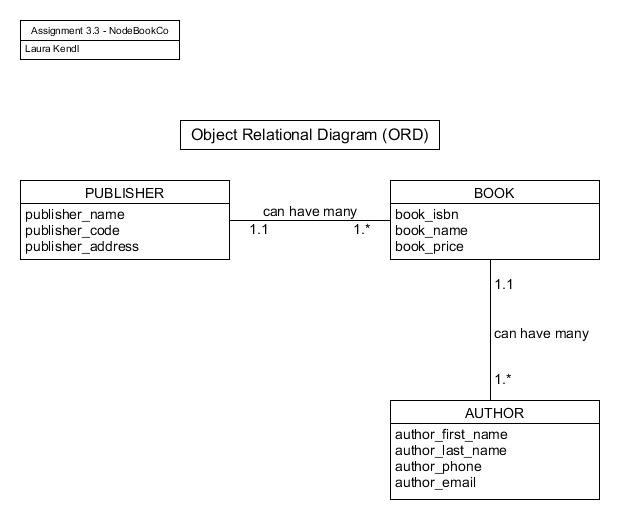 Assignment 3.3 - NodeBookCo
Laura Kendl
Object Relational Diagram (ORD)
PUBLISHER
publisher_name
publisher_code
publisher_address
can have many
1.1
1.*
BOOK
book_isbn
book_name
book_price
1.1
can have many
1.*
AUTHOR
author_first_name
author_last_name
author_phone
author_email